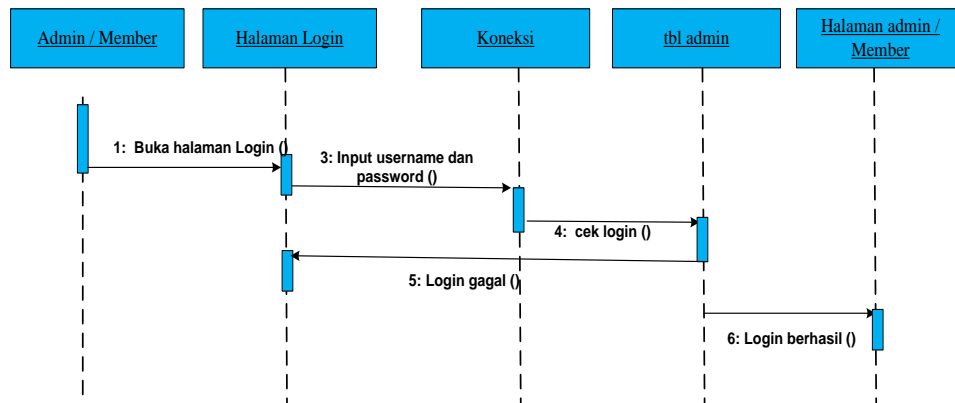 Admin / Member
Halaman Login
Koneksi
tbl admin
Halaman admin /
Member
1:  Buka halaman Login ()
3: Input username dan
password ()
4:  cek login ()
5: Login gagal ()
6: Login berhasil ()